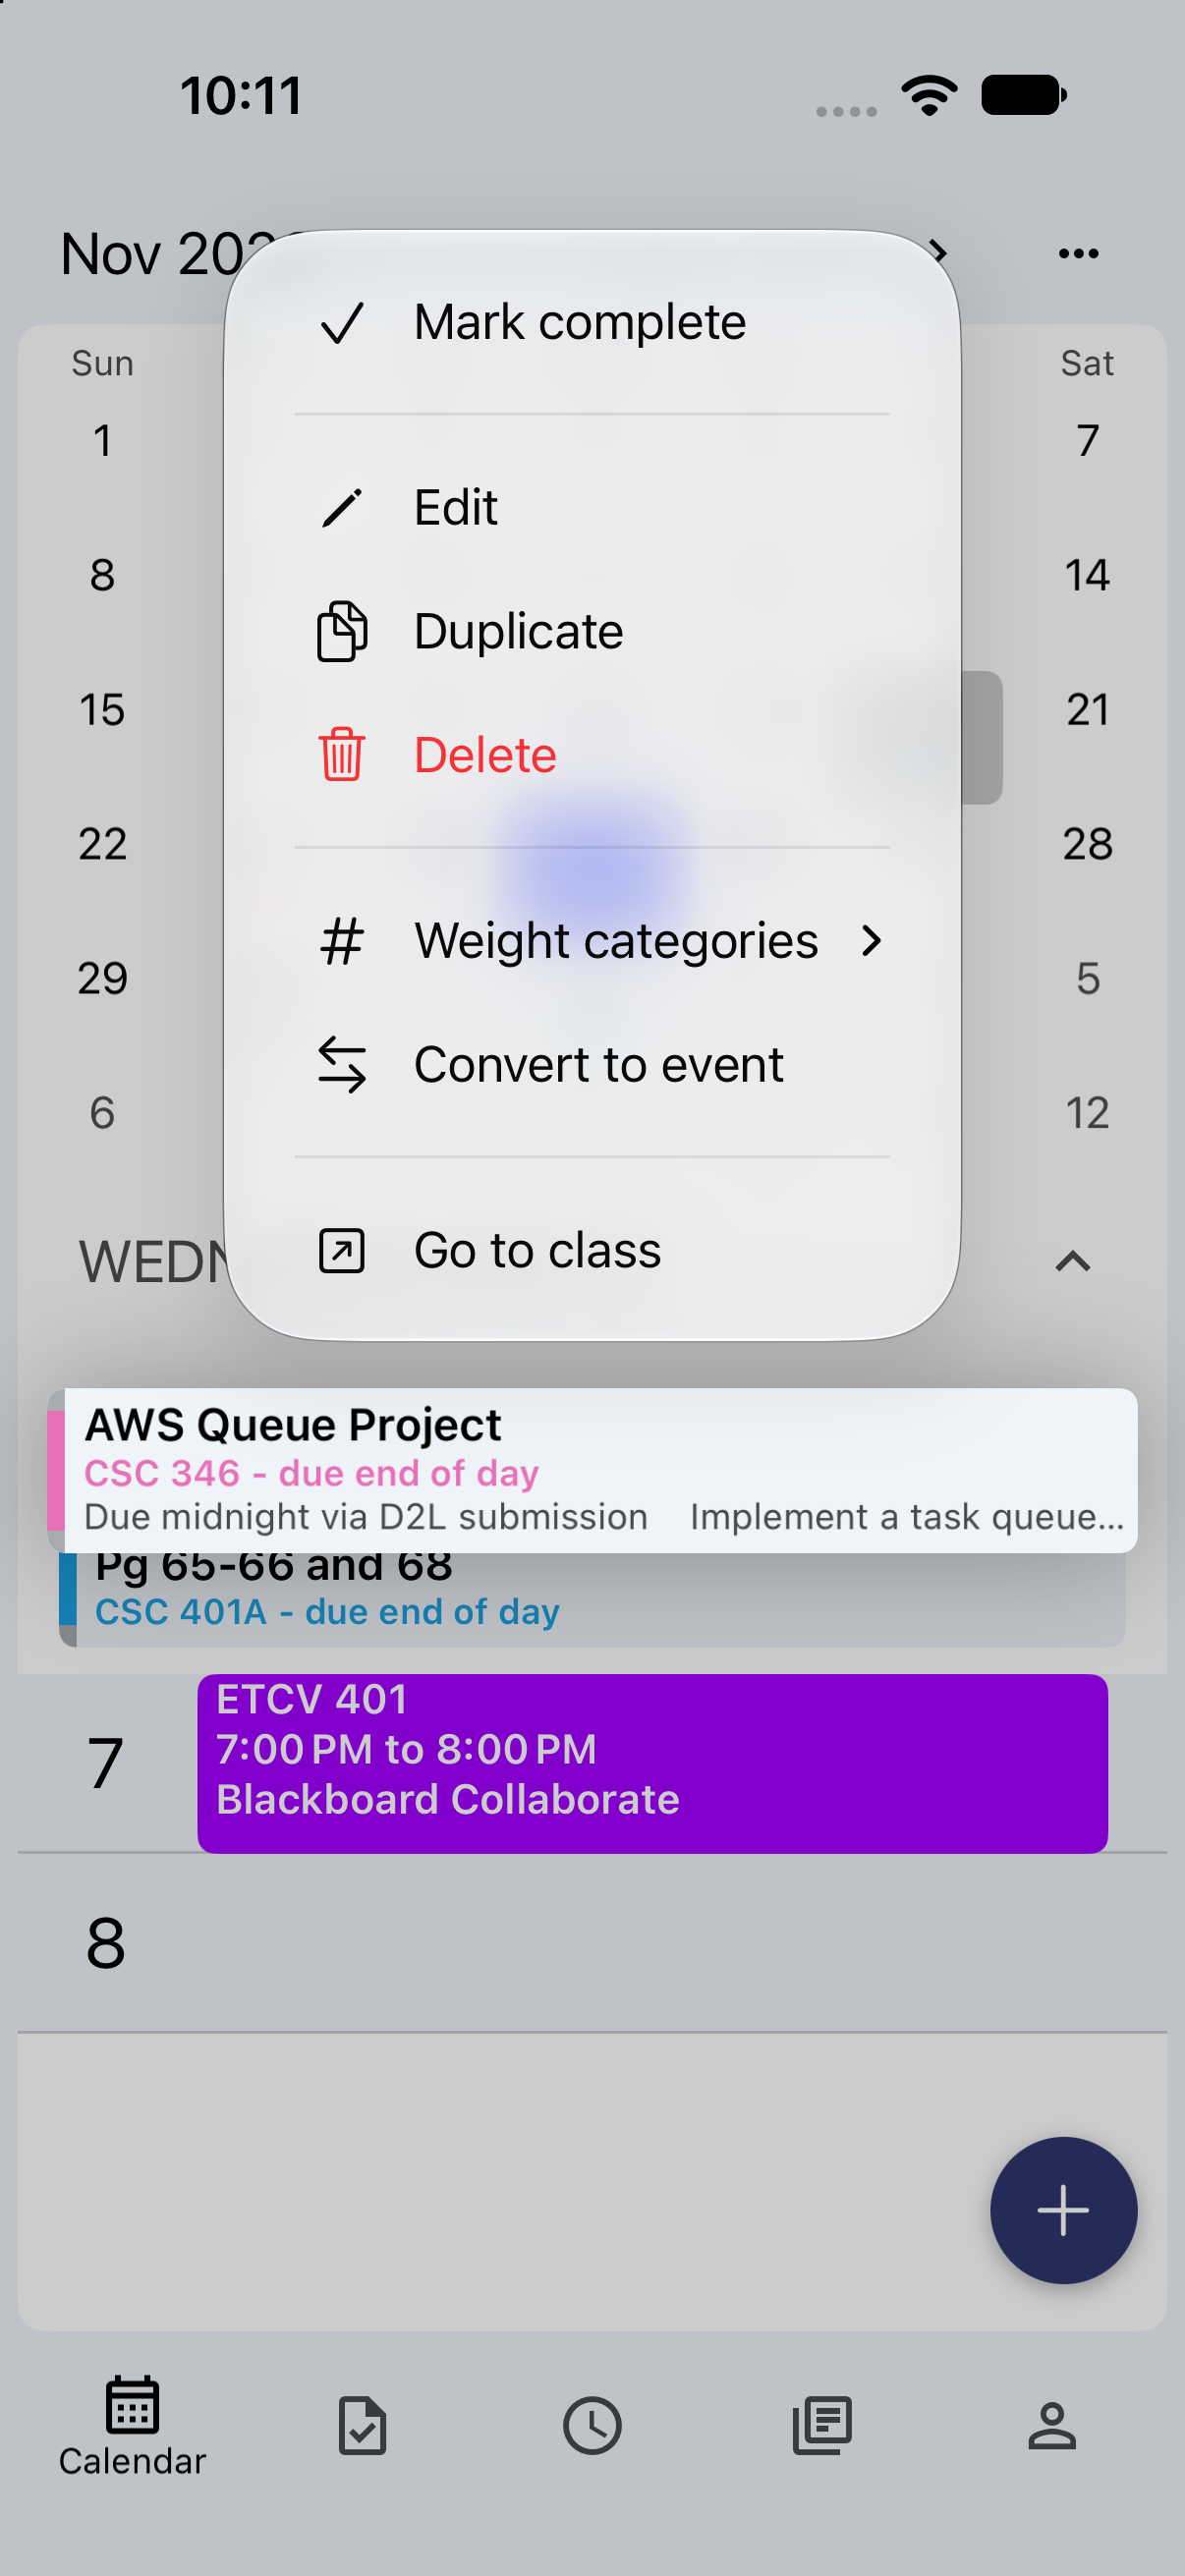 10:11
Nov 202
Mark complete
Sun
Sat
1
7
Edit
8
14
Duplicate
15
21
Delete
22
28
Weight categories
29
5
Convert to event
6
12
Go to class
WEDN
AWS Queue Project
CSC 346 - due end of day
Due midnight via D2L submission Implement a task queue...
Pg 65-66 and 68
CSC 401A - due end of day
ETCV 401
7
7:00 PM to 8:00 PM
Blackboard Collaborate
8
Calendar